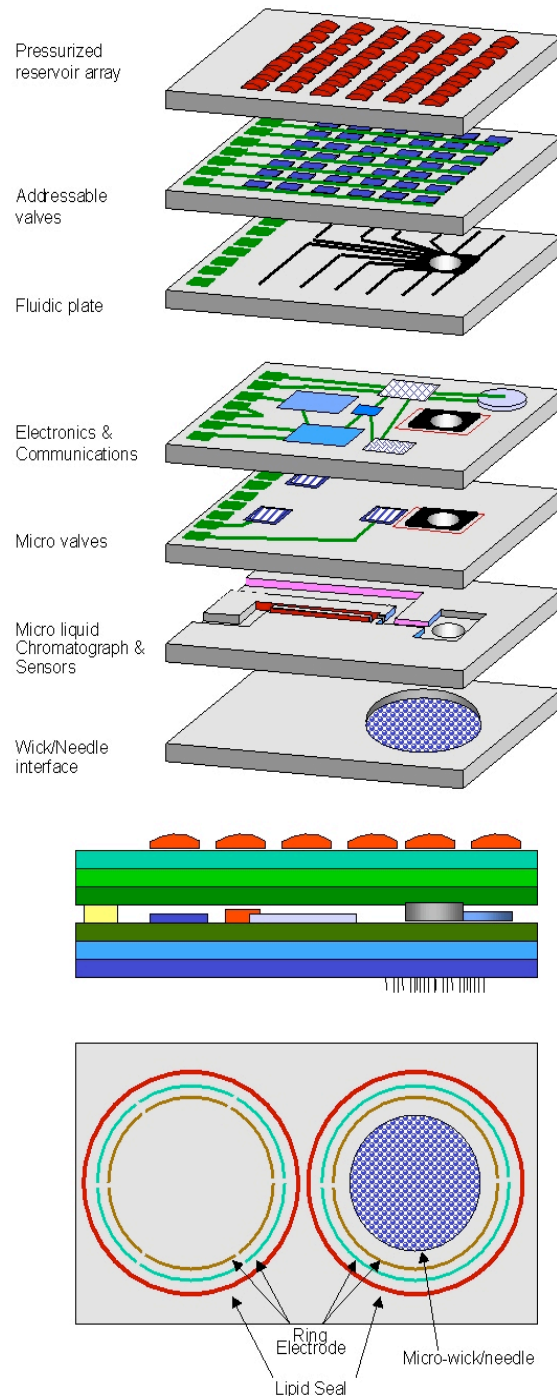 Pressurized
reservoir array
Addressable
valves
Fluidic plate
Electronics &
Communications
Micro valves
Micro liquid
Chromatograph &
Sensors
Wick/Needle
interface
Ring
Electrode
Micro-wick/needle
Lipid Seal